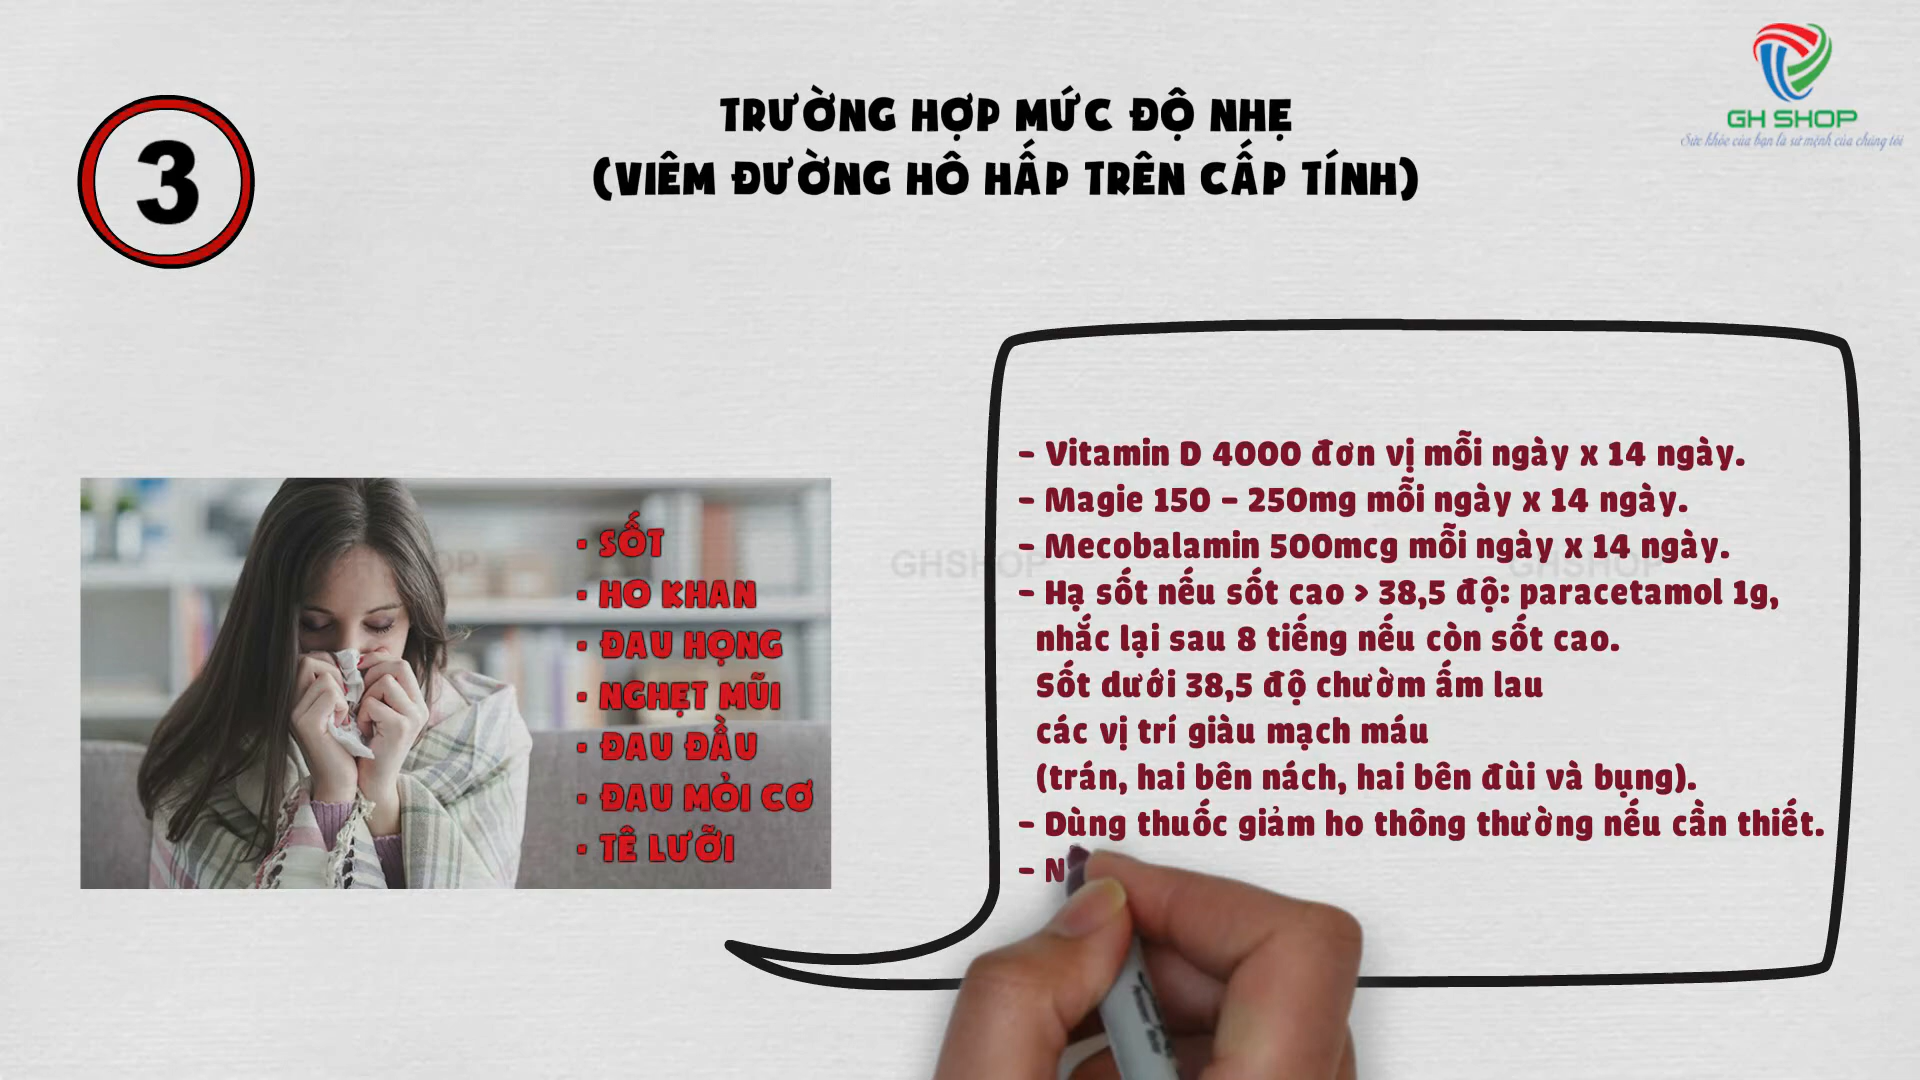 GH SHOP
Sức khỏe của bạn là sứ mệnh của chúng tôi
3
TRƯỜNG HỢP MỨC ĐỘ NHẸ
(VIÊM ĐƯỜNG HÔ HẤP TRÊN CẤP TÍNH)
• SỐT
• HO KHAN
• ĐAU HỌNG
• NGHẸT MŨI
• ĐAU ĐẦU
• ĐAU MỎI CƠ
• TÊ LƯỠI
- Vitamin D 4000 đơn vị mỗi ngày x 14 ngày.
- Magie 150 - 250mg mỗi ngày x 14 ngày.
- Mecobalamin 500mcg mỗi ngày x 14 ngày.
- Hạ sốt nếu sốt cao > 38,5 độ: paracetamol 1g,
nhắc lại sau 8 tiếng nếu còn sốt cao.
Sốt dưới 38,5 độ chườm ấm lau
các vị trí giàu mạch máu
(trán, hai bên nách, hai bên đùi và bụng).
- Dùng thuốc giảm ho thông thường nếu cần thiết.
- N
GHSHOP
GHSHOP